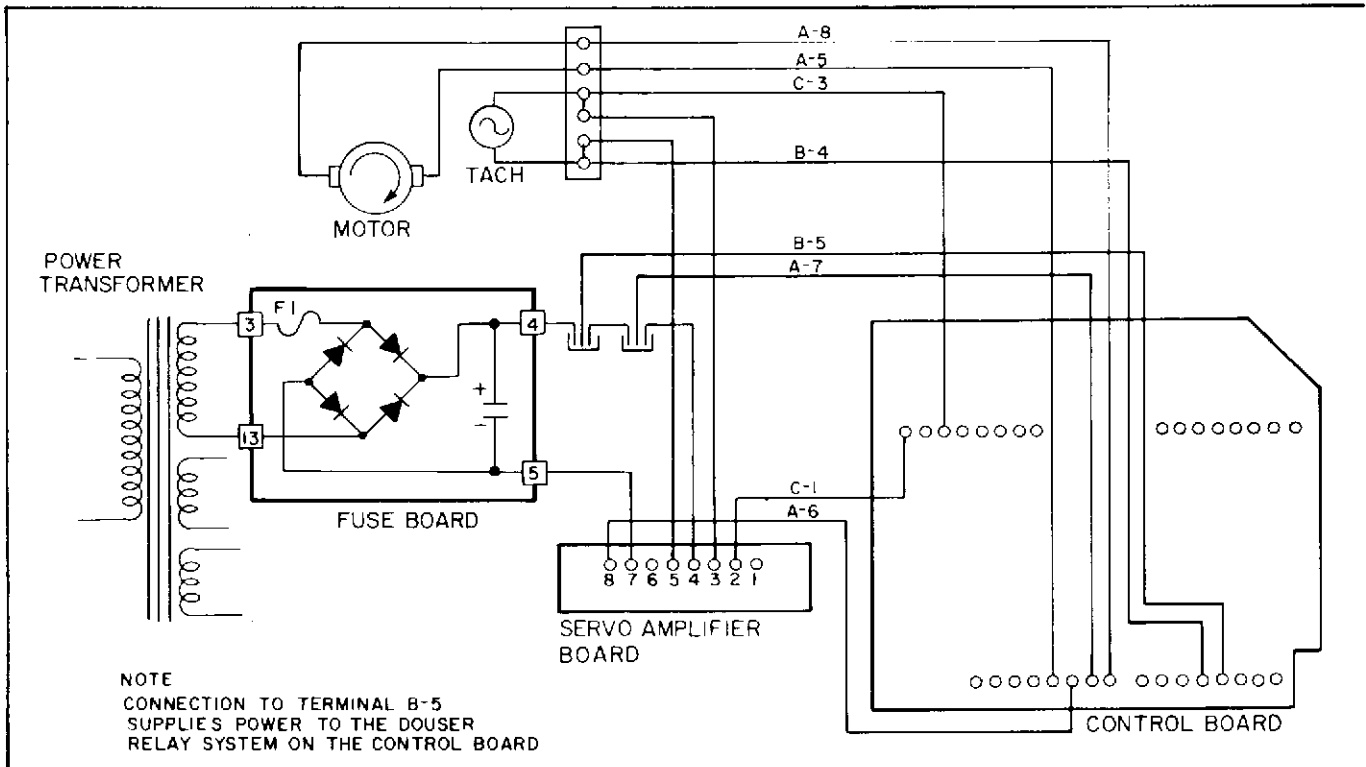 A-8
A-5
C-3
TACH
B-4
MOTOR
B-5
A-7
POWER
TRANSFORMER
3
F1
4
13
5
FUSE BOARD
C-1
A-6
8 7 6 5 4 3 2 1
SERVO AMPLIFIER
BOARD
CONTROL BOARD
+
-
NOTE
CONNECTION TO TERMINAL B-5
SUPPLIES POWER TO THE DOUSER
RELAY SYSTEM ON THE CONTROL BOARD